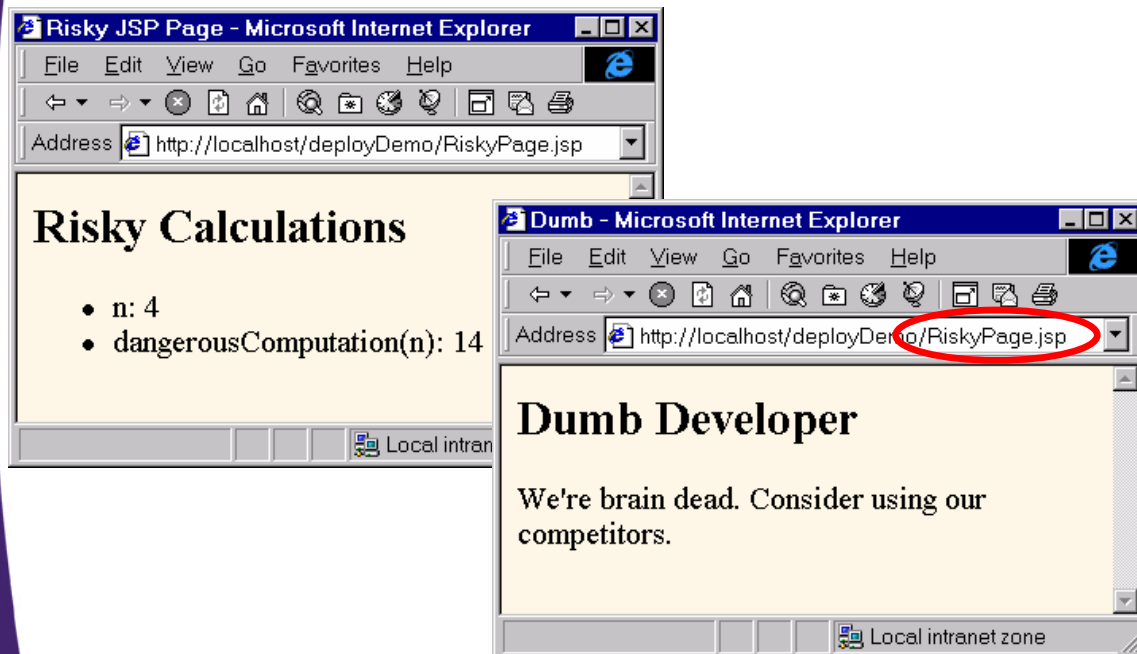 Risky JSP Page - Microsoft Internet Explorer
File Edit View Go Favorites Help
Address http://localhost/deployDemo/RiskyPage.jsp
Risky Calculations
n: 4
dangerousComputation(n): 14
Local intran
Dumb - Microsoft Internet Explorer
File Edit View Go Favorites Help
Address http://localhost/deployDemo/RiskyPage.jsp
Dumb Developer
We're brain dead. Consider using our
competitors.
Local intranet zone